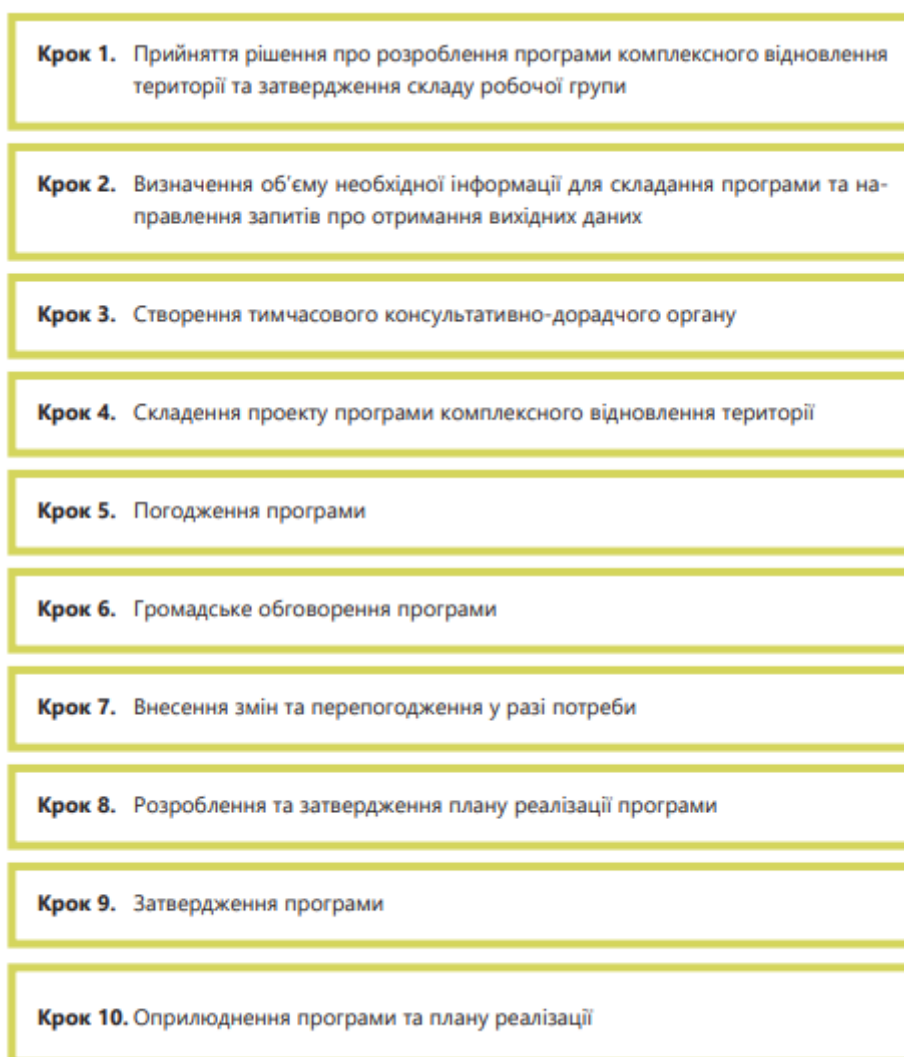 Крок 1. Прийняття рішення про розроблення програми комплексного відновлення
території та затвердження складу робочої групи
Крок 2. Визначення об’єму необхідної інформації для складання програми та на-
правлення запитів про отримання вихідних даних
Крок 3. Створення тимчасового консультативно-дорадчого органу
Крок 4. Складення проекту програми комплексного відновлення території
Крок 5. Погодження програми
Крок 6. Громадське обговорення програми
Крок 7. Внесення змін та перепогодження у разі потреби
Крок 8. Розроблення та затвердження плану реалізації програми
Крок 9. Затвердження програми
Крок 10. Оприлюднення програми та плану реалізації